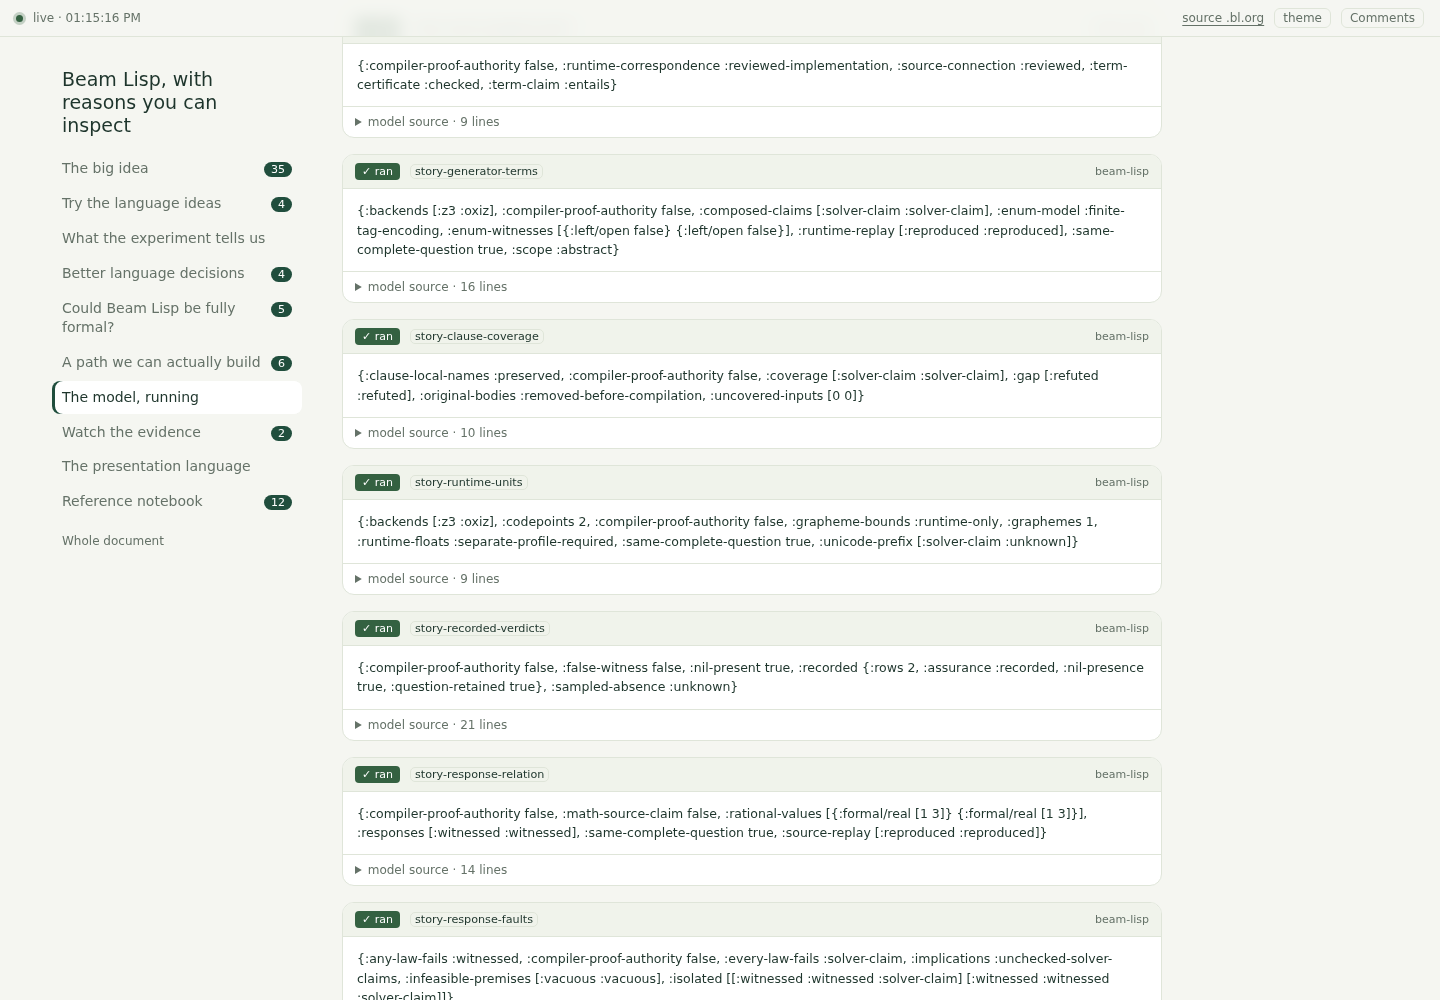 live · 01:15:16 PM
source .bl.org
theme
Comments
Beam Lisp, with
reasons you can
inspect
The big idea 35
Try the language ideas 4
What the experiment tells us
Better language decisions 4
Could Beam Lisp be fully
formal? 5
A path we can actually build 6
The model, running
Watch the evidence 2
The presentation language
Reference notebook 12
Whole document
{:compiler-proof-authority false, :runtime-correspondence :reviewed-implementation, :source-connection :reviewed, :term-
certificate :checked, :term-claim :entails}
▶ model source · 9 lines
✓ ran story-generator-terms beam-lisp
{:backends [:z3 :oxiz], :compiler-proof-authority false, :composed-claims [:solver-claim :solver-claim], :enum-model :finite-
tag-encoding, :enum-witnesses [{:left/open false} {:left/open false}], :runtime-replay [:reproduced :reproduced], :same-
complete-question true, :scope :abstract}
▶ model source · 16 lines
✓ ran story-clause-coverage beam-lisp
{:clause-local-names :preserved, :compiler-proof-authority false, :coverage [:solver-claim :solver-claim], :gap [:refuted
:refuted], :original-bodies :removed-before-compilation, :uncovered-inputs [0 0]}
▶ model source · 10 lines
✓ ran story-runtime-units beam-lisp
{:backends [:z3 :oxiz], :codepoints 2, :compiler-proof-authority false, :grapheme-bounds :runtime-only, :graphemes 1,
:runtime-floats :separate-profile-required, :same-complete-question true, :unicode-prefix [:solver-claim :unknown]}
▶ model source · 9 lines
✓ ran story-recorded-verdicts beam-lisp
{:compiler-proof-authority false, :false-witness false, :nil-present true, :recorded {:rows 2, :assurance :recorded, :nil-presence
true, :question-retained true}, :sampled-absence :unknown}
▶ model source · 21 lines
✓ ran story-response-relation beam-lisp
{:compiler-proof-authority false, :math-source-claim false, :rational-values [{:formal/real [1 3]} {:formal/real [1 3]}],
:responses [:witnessed :witnessed], :same-complete-question true, :source-replay [:reproduced :reproduced]}
▶ model source · 14 lines
✓ ran story-response-faults beam-lisp
{:any-law-fails :witnessed, :compiler-proof-authority false, :every-law-fails :solver-claim, :implications :unchecked-solver-
claims, :infeasible-premises [:vacuous :vacuous], :isolated [[:witnessed :witnessed :solver-claim] [:witnessed :witnessed
:solver-claim]]}